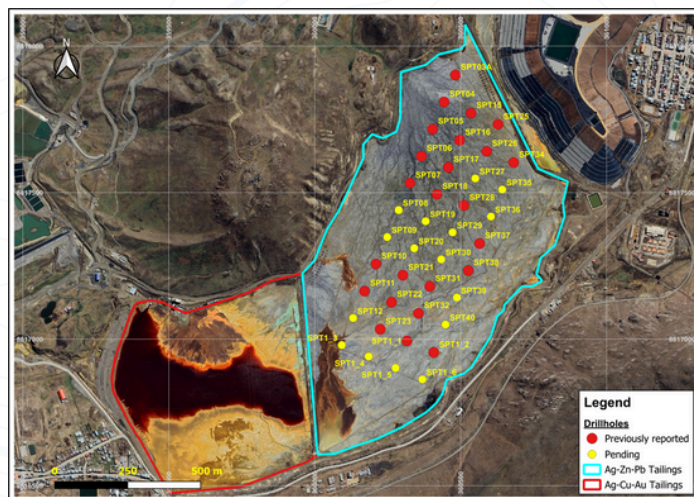 N
SPT03A
SPT04
SPT15
SPT05
SPT25
SPT16
SPT06
SPT26
SPT17
SPT34
SPT07
SPT27
SPT18
SPT35
SPT08
SPT28
SPT19
SPT36
SPT09
SPT29
SPT20
SPT37
SPT10
SPT30
SPT21
SPT38
SPT11
SPT31
SPT22
SPT39
SPT12
SPT32
SPT23
SPT40
SPT1_3
SPT1_1
SPT1_2
SPT1_4
SPT1_5
SPT1_6
0 250 500 m
Legend
Drillholes
Previously reported
Pending
Ag-Zn-Pb Tailings
Ag-Cu-Au Tailings